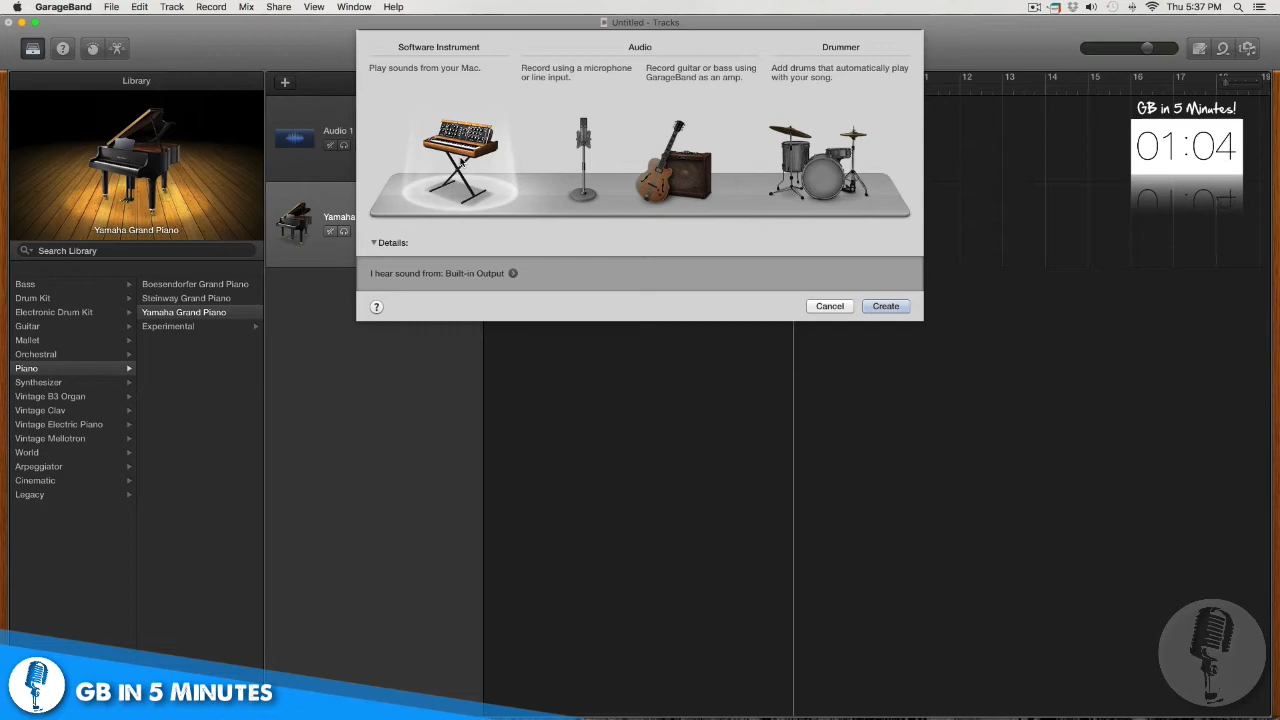 GarageBand File Edit Track Record Mix Share View Window Help
Thu 5:37 PM
Untitled - Tracks
Library
Yamaha Grand Piano
Search Library
Bass
Drum Kit
Electronic Drum Kit
Guitar
Mallet
Orchestral
Piano
Synthesizer
Vintage B3 Organ
Vintage Clav
Vintage Electric Piano
Vintage Mellotron
World
Arpeggiator
Cinematic
Legacy
Boesendorfer Grand Piano
Steinway Grand Piano
Yamaha Grand Piano
Experimental
Audio 1
Yamaha
Software Instrument
Play sounds from your Mac.
Audio
Record using a microphone
or line input.
Record guitar or bass using
GarageBand as an amp.
Drummer
Add drums that automatically play
with your song.
Details:
I hear sound from: Built-in Output
?
Cancel
Create
11 12 13 14 15 16 17 18 19
GB in 5 Minutes!
01:04
GB IN 5 MINUTES